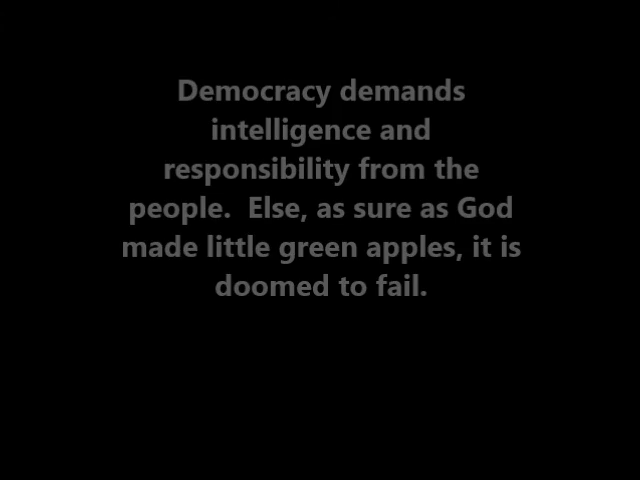 Democracy demands
intelligence and
responsibility from the
people.  Else, as sure as God
made little green apples, it is
doomed to fail.